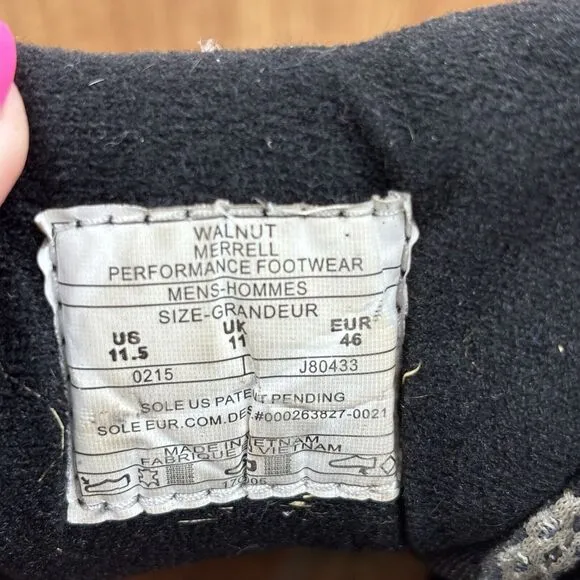 WALNUT
MERRELL
PERFORMANCE FOOTWEAR
MENS-HOMMES
SIZE-GRANDEUR
US UK EUR
11.5 11 46
0215 J80433
SOLE US PATENT PENDING
SOLE EUR.COM.DES.#000263827-0021
MADE IN VIETNAM
FABRIQUE VIETNAM